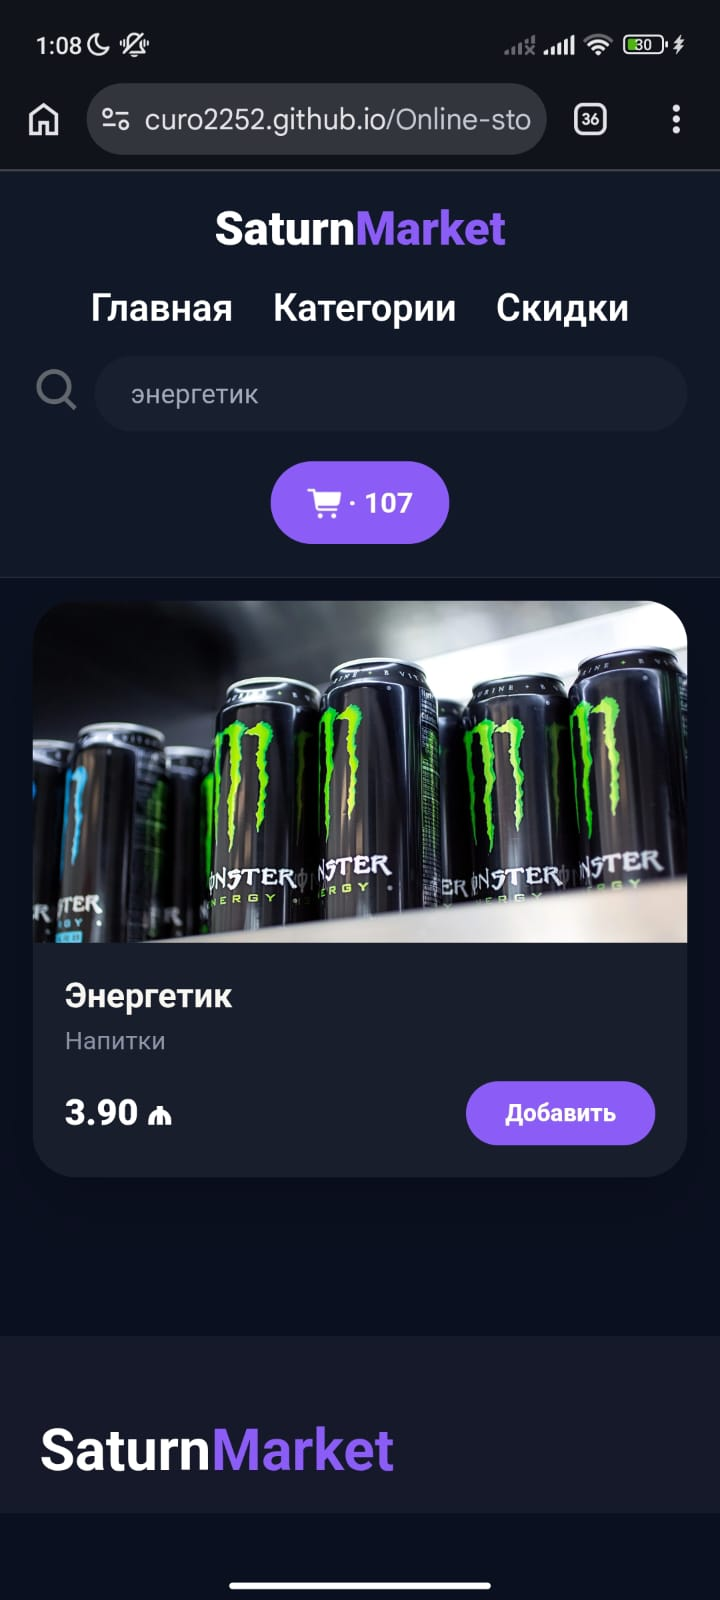 1:08
30
curo2252.github.io/Online-sto
36
SaturnMarket
Главная Категории Скидки
энергетик
· 107
MONSTER
ENERGY
Энергетик
Напитки
3.90 ₼
Добавить
SaturnMarket